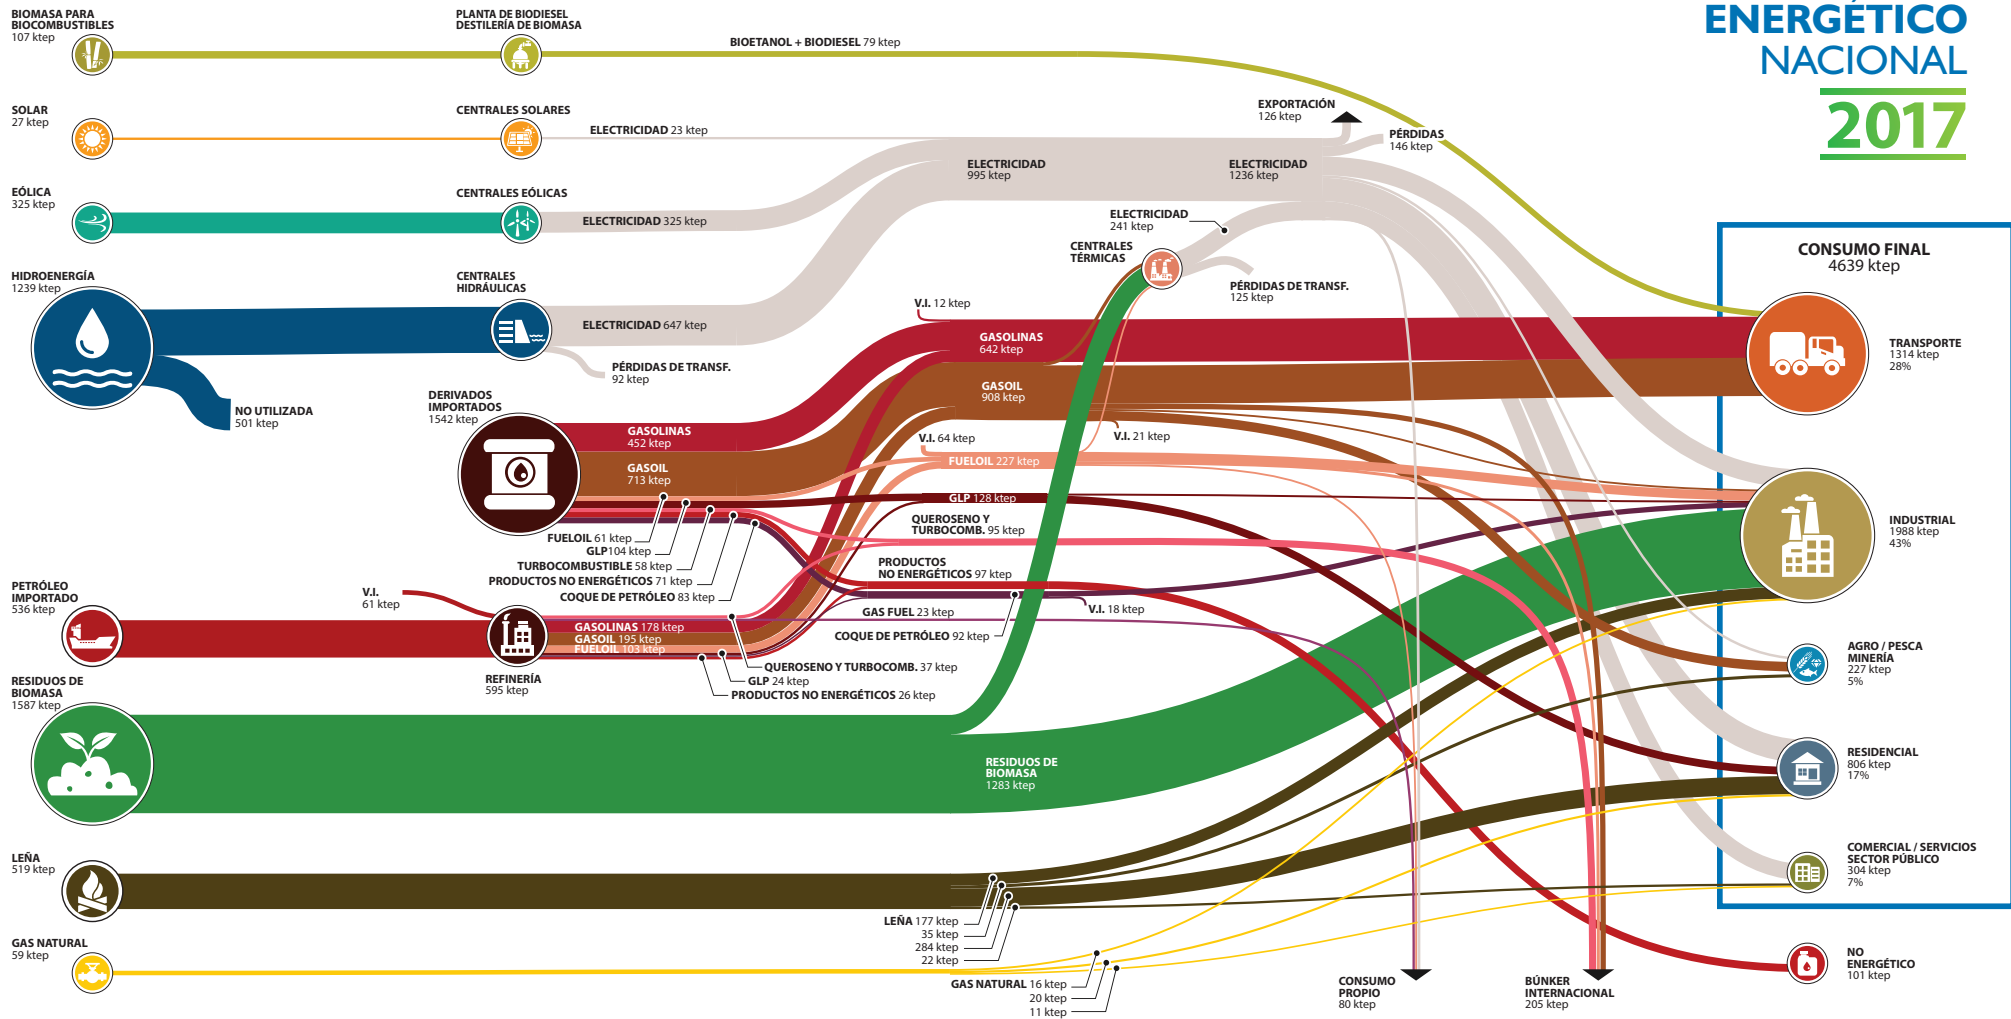 ENERGÉTICO
NACIONAL
2017
BIOMASA PARA
BIOCOMBUSTIBLES
107 ktep
PLANTA DE BIODIESEL
DESTILERÍA DE BIOMASA
BIOETANOL + BIODIESEL 79 ktep
SOLAR
27 ktep
CENTRALES SOLARES
ELECTRICIDAD 23 ktep
EXPORTACIÓN
126 ktep
PÉRDIDAS
146 ktep
ELECTRICIDAD
995 ktep
ELECTRICIDAD
1236 ktep
EÓLICA
325 ktep
CENTRALES EÓLICAS
ELECTRICIDAD 325 ktep
ELECTRICIDAD
241 ktep
CENTRALES
TÉRMICAS
PÉRDIDAS DE TRANSF.
125 ktep
HIDROENERGÍA
1239 ktep
CENTRALES
HIDRÁULICAS
ELECTRICIDAD 647 ktep
PÉRDIDAS DE TRANSF.
92 ktep
NO UTILIZADA
501 ktep
V.I. 12 ktep
GASOLINAS
642 ktep
GASOIL
908 ktep
V.I. 21 ktep
DERIVADOS
IMPORTADOS
1542 ktep
GASOLINAS
452 ktep
GASOIL
713 ktep
V.I. 64 ktep
FUELOIL 227 ktep
GLP 128 ktep
QUEROSENO Y
TURBOCOMB. 95 ktep
FUELOIL 61 ktep
GLP104 ktep
TURBOCOMBUSTIBLE 58 ktep
PRODUCTOS NO ENERGÉTICOS 71 ktep
COQUE DE PETRÓLEO 83 ktep
PRODUCTOS
NO ENERGÉTICOS 97 ktep
GAS FUEL 23 ktep
V.I. 18 ktep
COQUE DE PETRÓLEO 92 ktep
PETRÓLEO
IMPORTADO
536 ktep
V.I.
61 ktep
GASOLINAS 178 ktep
GASOIL 195 ktep
FUELOIL 103 ktep
REFINERÍA
595 ktep
QUEROSENO Y TURBOCOMB. 37 ktep
GLP 24 ktep
PRODUCTOS NO ENERGÉTICOS 26 ktep
RESIDUOS DE
BIOMASA
1587 ktep
RESIDUOS DE
BIOMASA
1283 ktep
LEÑA
519 ktep
LEÑA 177 ktep
35 ktep
284 ktep
22 ktep
GAS NATURAL
59 ktep
GAS NATURAL 16 ktep
20 ktep
11 ktep
CONSUMO
PROPIO
80 ktep
BÚNKER
INTERNACIONAL
205 ktep
CONSUMO FINAL
4639 ktep
TRANSPORTE
1314 ktep
28%
INDUSTRIAL
1988 ktep
43%
AGRO / PESCA
MINERÍA
227 ktep
5%
RESIDENCIAL
806 ktep
17%
COMERCIAL / SERVICIOS
SECTOR PÚBLICO
304 ktep
7%
NO
ENERGÉTICO
101 ktep